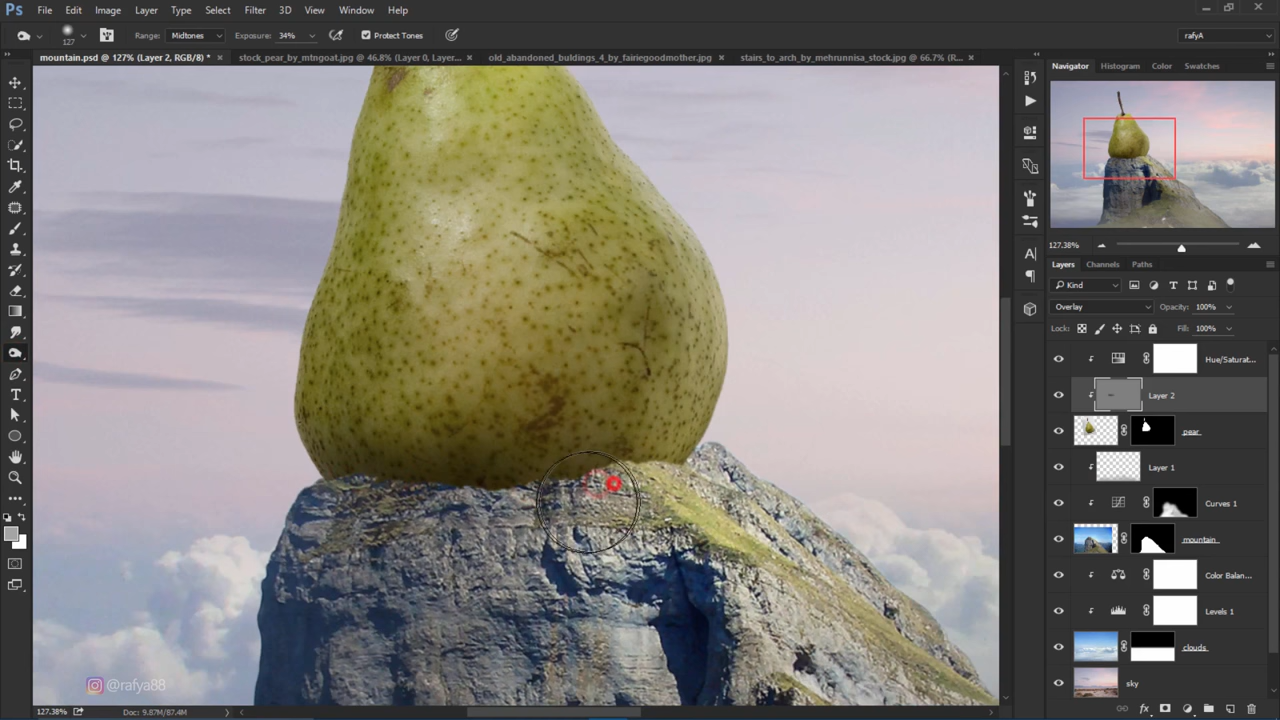 Ps File Edit Image Layer Type Select Filter 3D View Window Help
127 Range: Midtones Exposure: 34% Protect Tones rafyA
mountain.psd @ 127% (Layer 2, RGB/8) * × stock_pear_by_mtngoat.jpg @ 46.8% (Layer 0, Layer... × old_abandoned_buldings_4_by_fairiegoodmother.jpg × stairs_to_arch_by_mehrunnisa_stock.jpg @ 66.7% (R... ×
Navigator Histogram Color Swatches
127.38%
Layers Channels Paths
Kind
Overlay Opacity: 100%
Lock: Fill: 100%
Hue/Saturat...
Layer 2
pear
Layer 1
Curves 1
mountain
Color Balan...
Levels 1
clouds
sky
@rafya88
127.38% Doc: 9.87M/87.4M